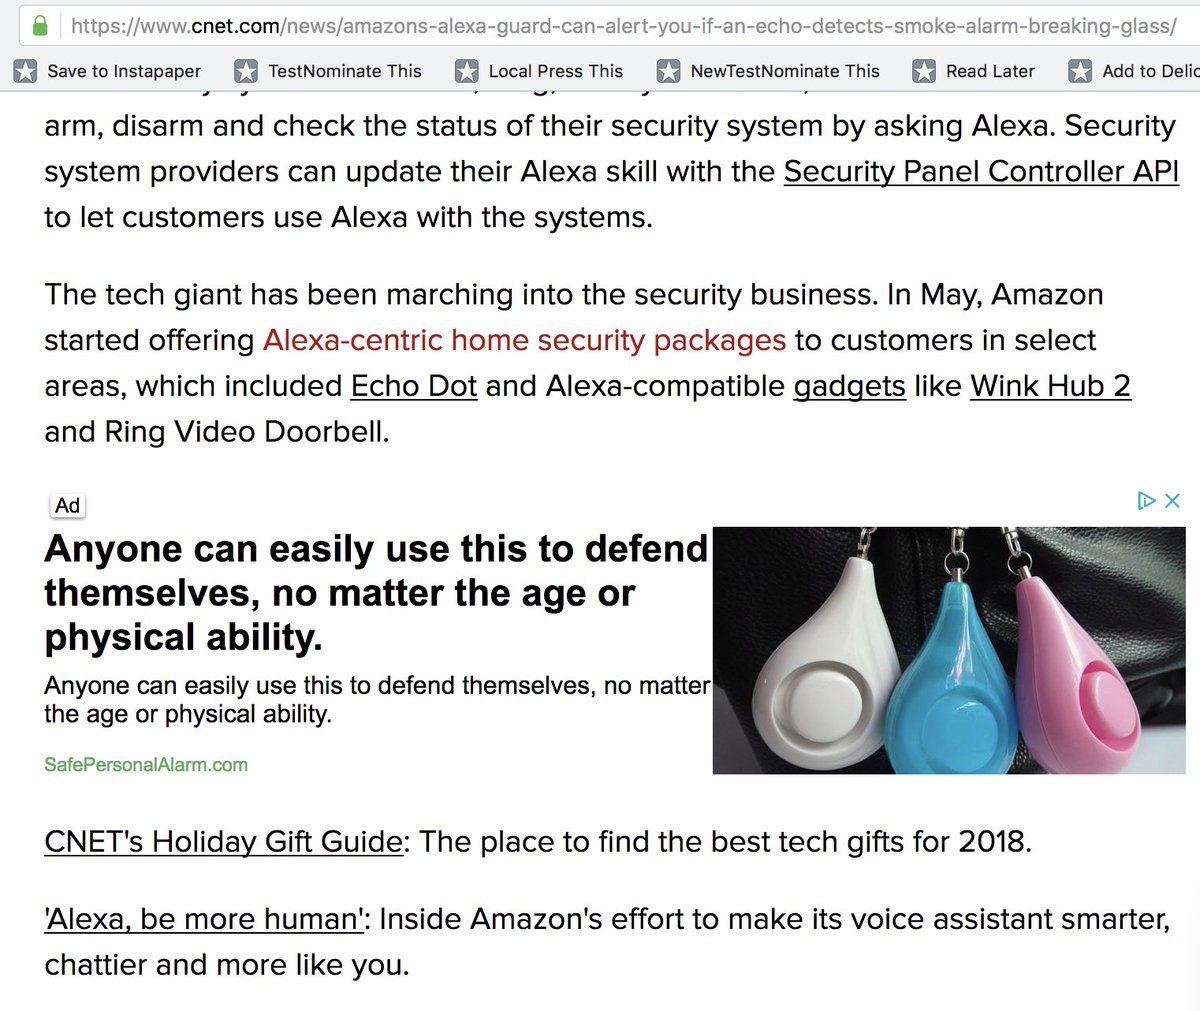 https://www.cnet.com/news/amazons-alexa-guard-can-alert-you-if-an-echo-detects-smoke-alarm-breaking-glass/
Save to Instapaper TestNominate This Local Press This NewTestNominate This Read Later Add to Delic
arm, disarm and check the status of their security system by asking Alexa. Security
system providers can update their Alexa skill with the Security Panel Controller API
to let customers use Alexa with the systems.
The tech giant has been marching into the security business. In May, Amazon
started offering Alexa-centric home security packages to customers in select
areas, which included Echo Dot and Alexa-compatible gadgets like Wink Hub 2
and Ring Video Doorbell.
Ad
Anyone can easily use this to defend
themselves, no matter the age or
physical ability.
Anyone can easily use this to defend themselves, no matter
the age or physical ability.
SafePersonalAlarm.com
CNET's Holiday Gift Guide: The place to find the best tech gifts for 2018.
'Alexa, be more human': Inside Amazon's effort to make its voice assistant smarter,
chattier and more like you.